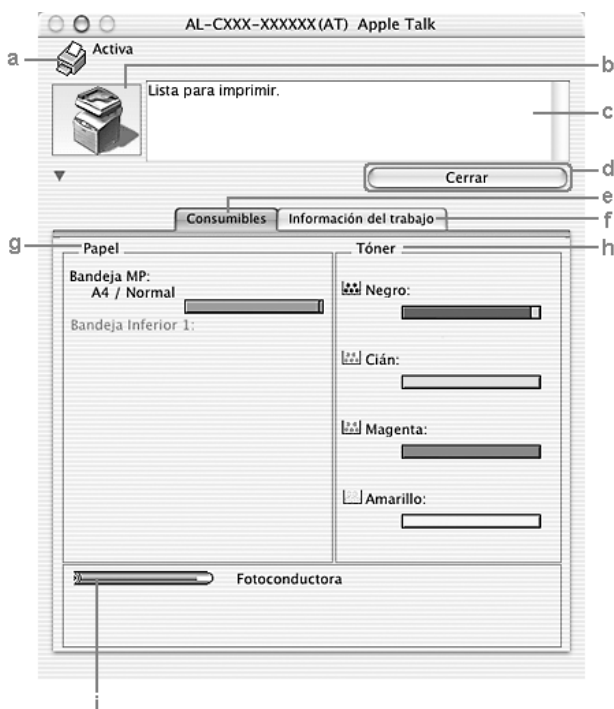 AL-CXXX-XXXXXX(AT) Apple Talk
a
Activa
b
Lista para imprimir.
c
d
Cerrar
e
Consumibles
Información del trabajo
f
g
Papel
Tóner
h
Bandeja MP:
A4 / Normal
Bandeja Inferior 1:
Negro:
Cián:
Magenta:
Amarillo:
Fotoconductora
i